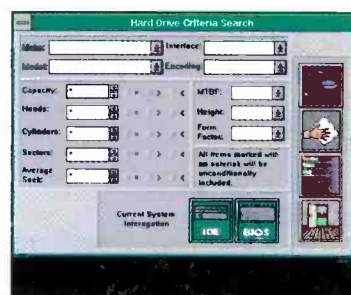 Hard Drive Criteria Search
Make: Interface:
Model: Encoding
Capacity: * = > < MTBF:
Heads: * = > < Height:
Cylinders: * = > < Form Factor:
Sectors: * = > <
Average Seek: * = > <
All items marked with an asterisk will be unconditionally included.
Current System Interrogation
IDE BIOS